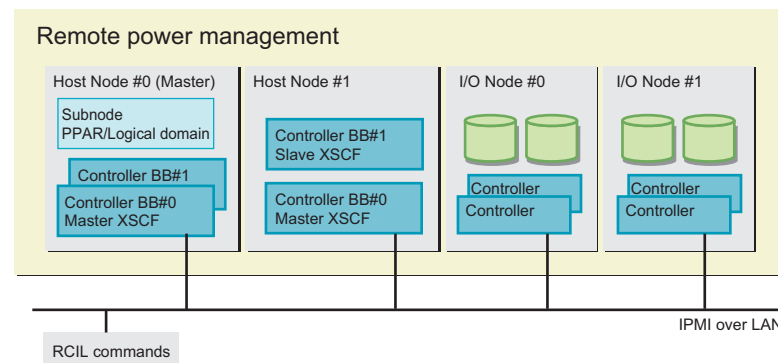 Remote power management
Host Node #0 (Master)
Subnode
PPAR/Logical domain
Controller BB#1
Controller BB#0
Master XSCF
Host Node #1
Controller BB#1
Slave XSCF
Controller BB#0
Master XSCF
I/O Node #0
Controller
Controller
I/O Node #1
Controller
Controller
IPMI over LAN
RCIL commands